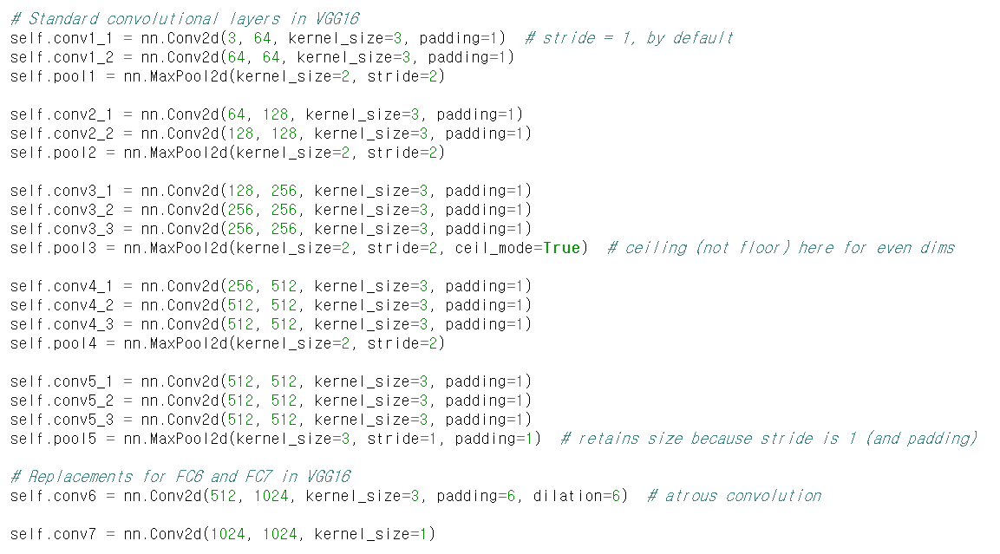 # Standard convolutional layers in VGG16
self.conv1_1 = nn.Conv2d(3, 64, kernel_size=3, padding=1)  # stride = 1, by default
self.conv1_2 = nn.Conv2d(64, 64, kernel_size=3, padding=1)
self.pool1 = nn.MaxPool2d(kernel_size=2, stride=2)

self.conv2_1 = nn.Conv2d(64, 128, kernel_size=3, padding=1)
self.conv2_2 = nn.Conv2d(128, 128, kernel_size=3, padding=1)
self.pool2 = nn.MaxPool2d(kernel_size=2, stride=2)

self.conv3_1 = nn.Conv2d(128, 256, kernel_size=3, padding=1)
self.conv3_2 = nn.Conv2d(256, 256, kernel_size=3, padding=1)
self.conv3_3 = nn.Conv2d(256, 256, kernel_size=3, padding=1)
self.pool3 = nn.MaxPool2d(kernel_size=2, stride=2, ceil_mode=True)  # ceiling (not floor) here for even dims

self.conv4_1 = nn.Conv2d(256, 512, kernel_size=3, padding=1)
self.conv4_2 = nn.Conv2d(512, 512, kernel_size=3, padding=1)
self.conv4_3 = nn.Conv2d(512, 512, kernel_size=3, padding=1)
self.pool4 = nn.MaxPool2d(kernel_size=2, stride=2)

self.conv5_1 = nn.Conv2d(512, 512, kernel_size=3, padding=1)
self.conv5_2 = nn.Conv2d(512, 512, kernel_size=3, padding=1)
self.conv5_3 = nn.Conv2d(512, 512, kernel_size=3, padding=1)
self.pool5 = nn.MaxPool2d(kernel_size=3, stride=1, padding=1)  # retains size because stride is 1 (and padding)

# Replacements for FC6 and FC7 in VGG16
self.conv6 = nn.Conv2d(512, 1024, kernel_size=3, padding=6, dilation=6)  # atrous convolution

self.conv7 = nn.Conv2d(1024, 1024, kernel_size=1)